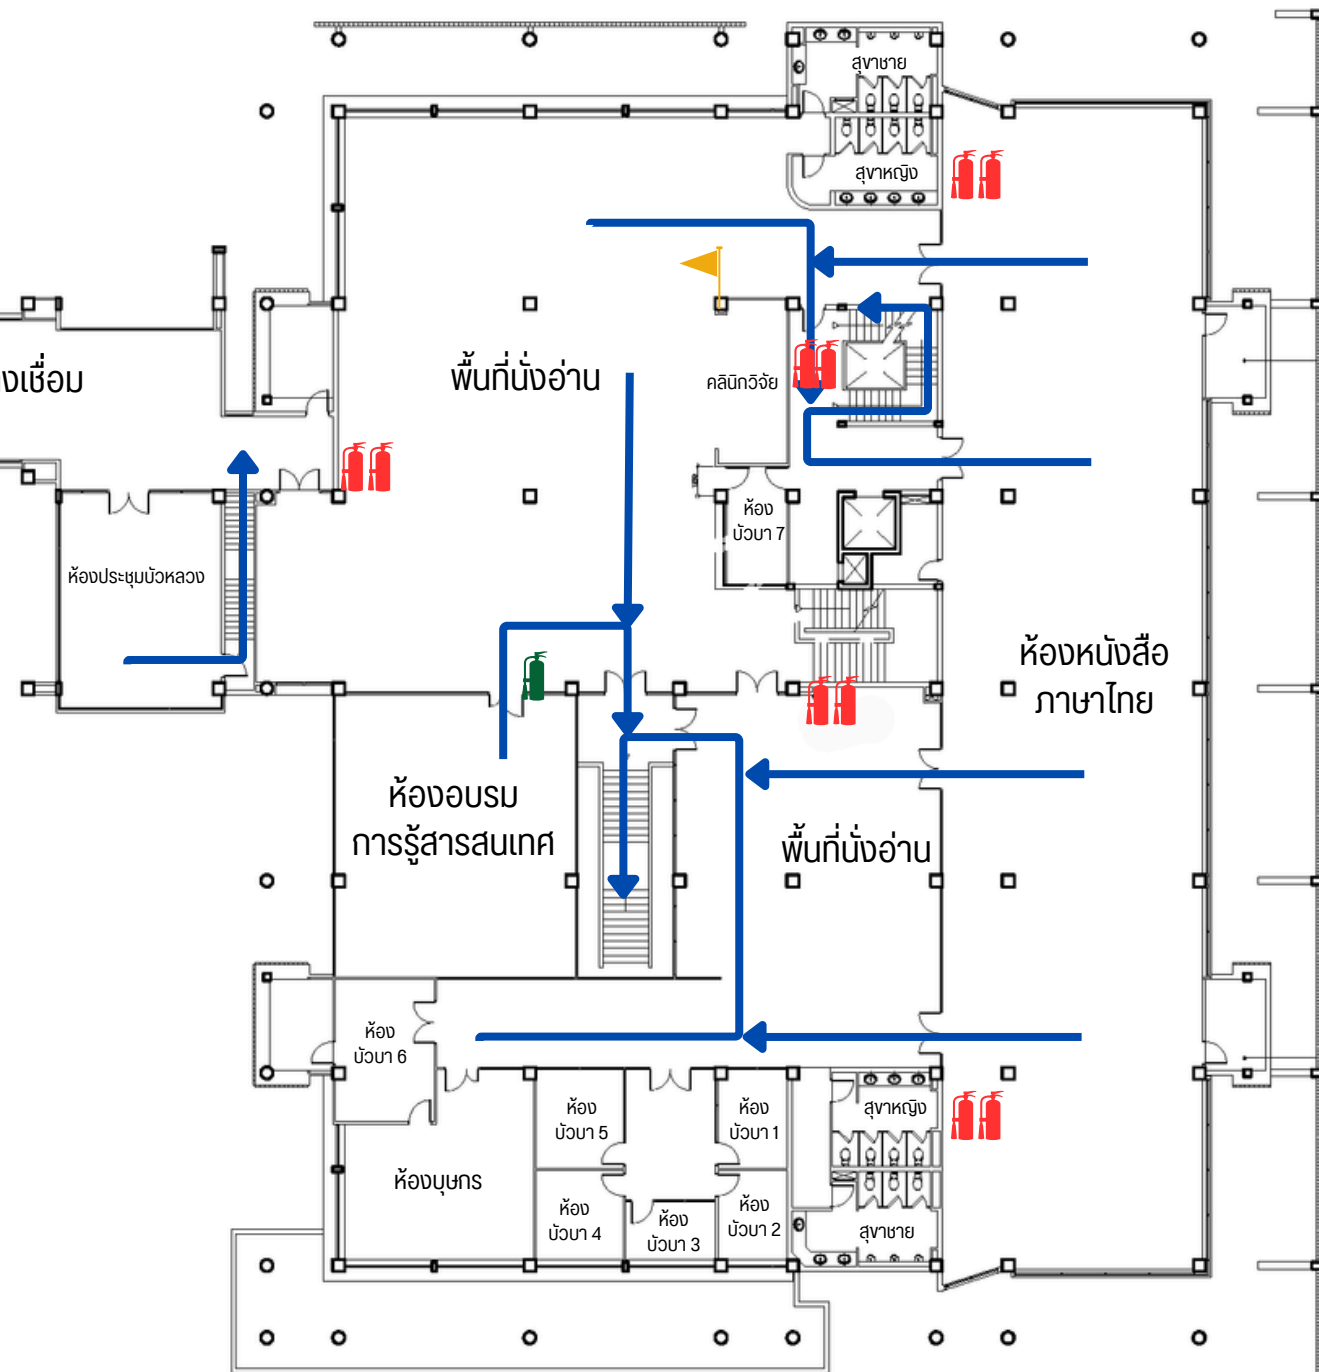 สุขาชาย
สุขาหญิง
งเชื่อม
พื้นที่นั่งอ่าน
คลินิกวิจัย
ห้อง
บัวบา 7
ห้องประชุมบัวหลวง
ห้องหนังสือ
ภาษาไทย
ห้องอบรม
การรู้สารสนเทศ
พื้นที่นั่งอ่าน
ห้อง
บัวบา 6
ห้อง
บัวบา 5
ห้อง
บัวบา 1
สุขาหญิง
ห้องบุษกร
ห้อง
บัวบา 4
ห้อง
บัวบา 3
ห้อง
บัวบา 2
สุขาชาย